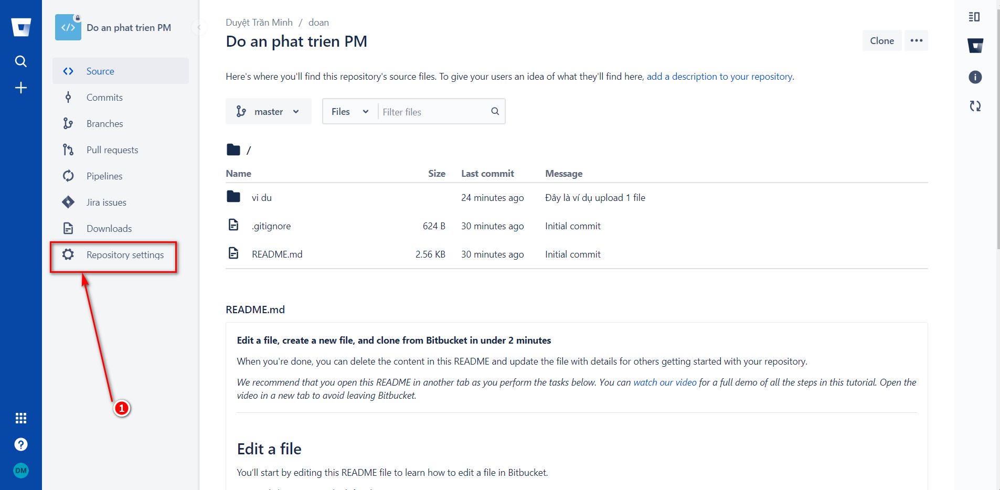 Do an phat trien PM
Source
Commits
Branches
Pull requests
Pipelines
Jira issues
Downloads
Repository settings
1
DM
Duyệt Trần Minh / doan
Do an phat trien PM
Clone
Here's where you'll find this repository's source files. To give your users an idea of what they'll find here, add a description to your repository.
master
Files
Filter files
/
Name Size Last commit Message
vi du 24 minutes ago Đây là ví dụ upload 1 file
.gitignore 624 B 30 minutes ago Initial commit
README.md 2.56 KB 30 minutes ago Initial commit
README.md
Edit a file, create a new file, and clone from Bitbucket in under 2 minutes
When you're done, you can delete the content in this README and update the file with details for others getting started with your repository.
We recommend that you open this README in another tab as you perform the tasks below. You can watch our video for a full demo of all the steps in this tutorial. Open the
video in a new tab to avoid leaving Bitbucket.
Edit a file
You'll start by editing this README file to learn how to edit a file in Bitbucket.